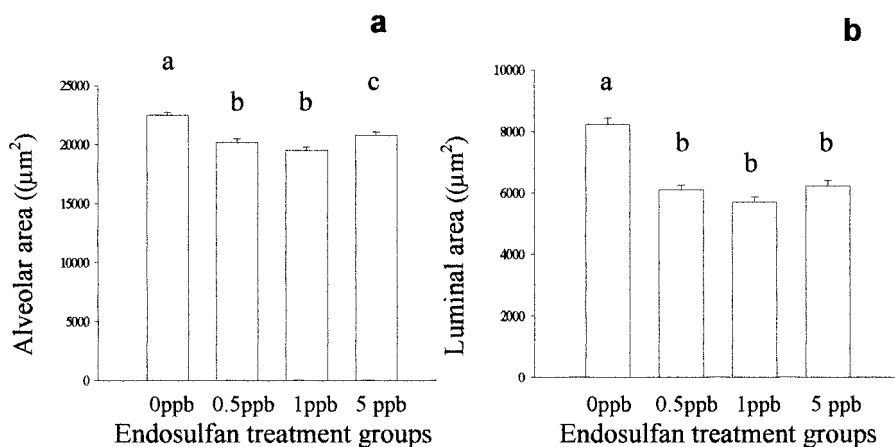 a
a
b
b
c
25000
20000
15000
10000
5000
0
Alveolar area ((μm²)
0ppb
0.5ppb
1ppb
5 ppb
Endosulfan treatment groups
b
a
b
b
b
10000
8000
6000
4000
2000
0
Luminal area ((μm²)
0ppb
0.5ppb
1ppb
5 ppb
Endosulfan treatment groups